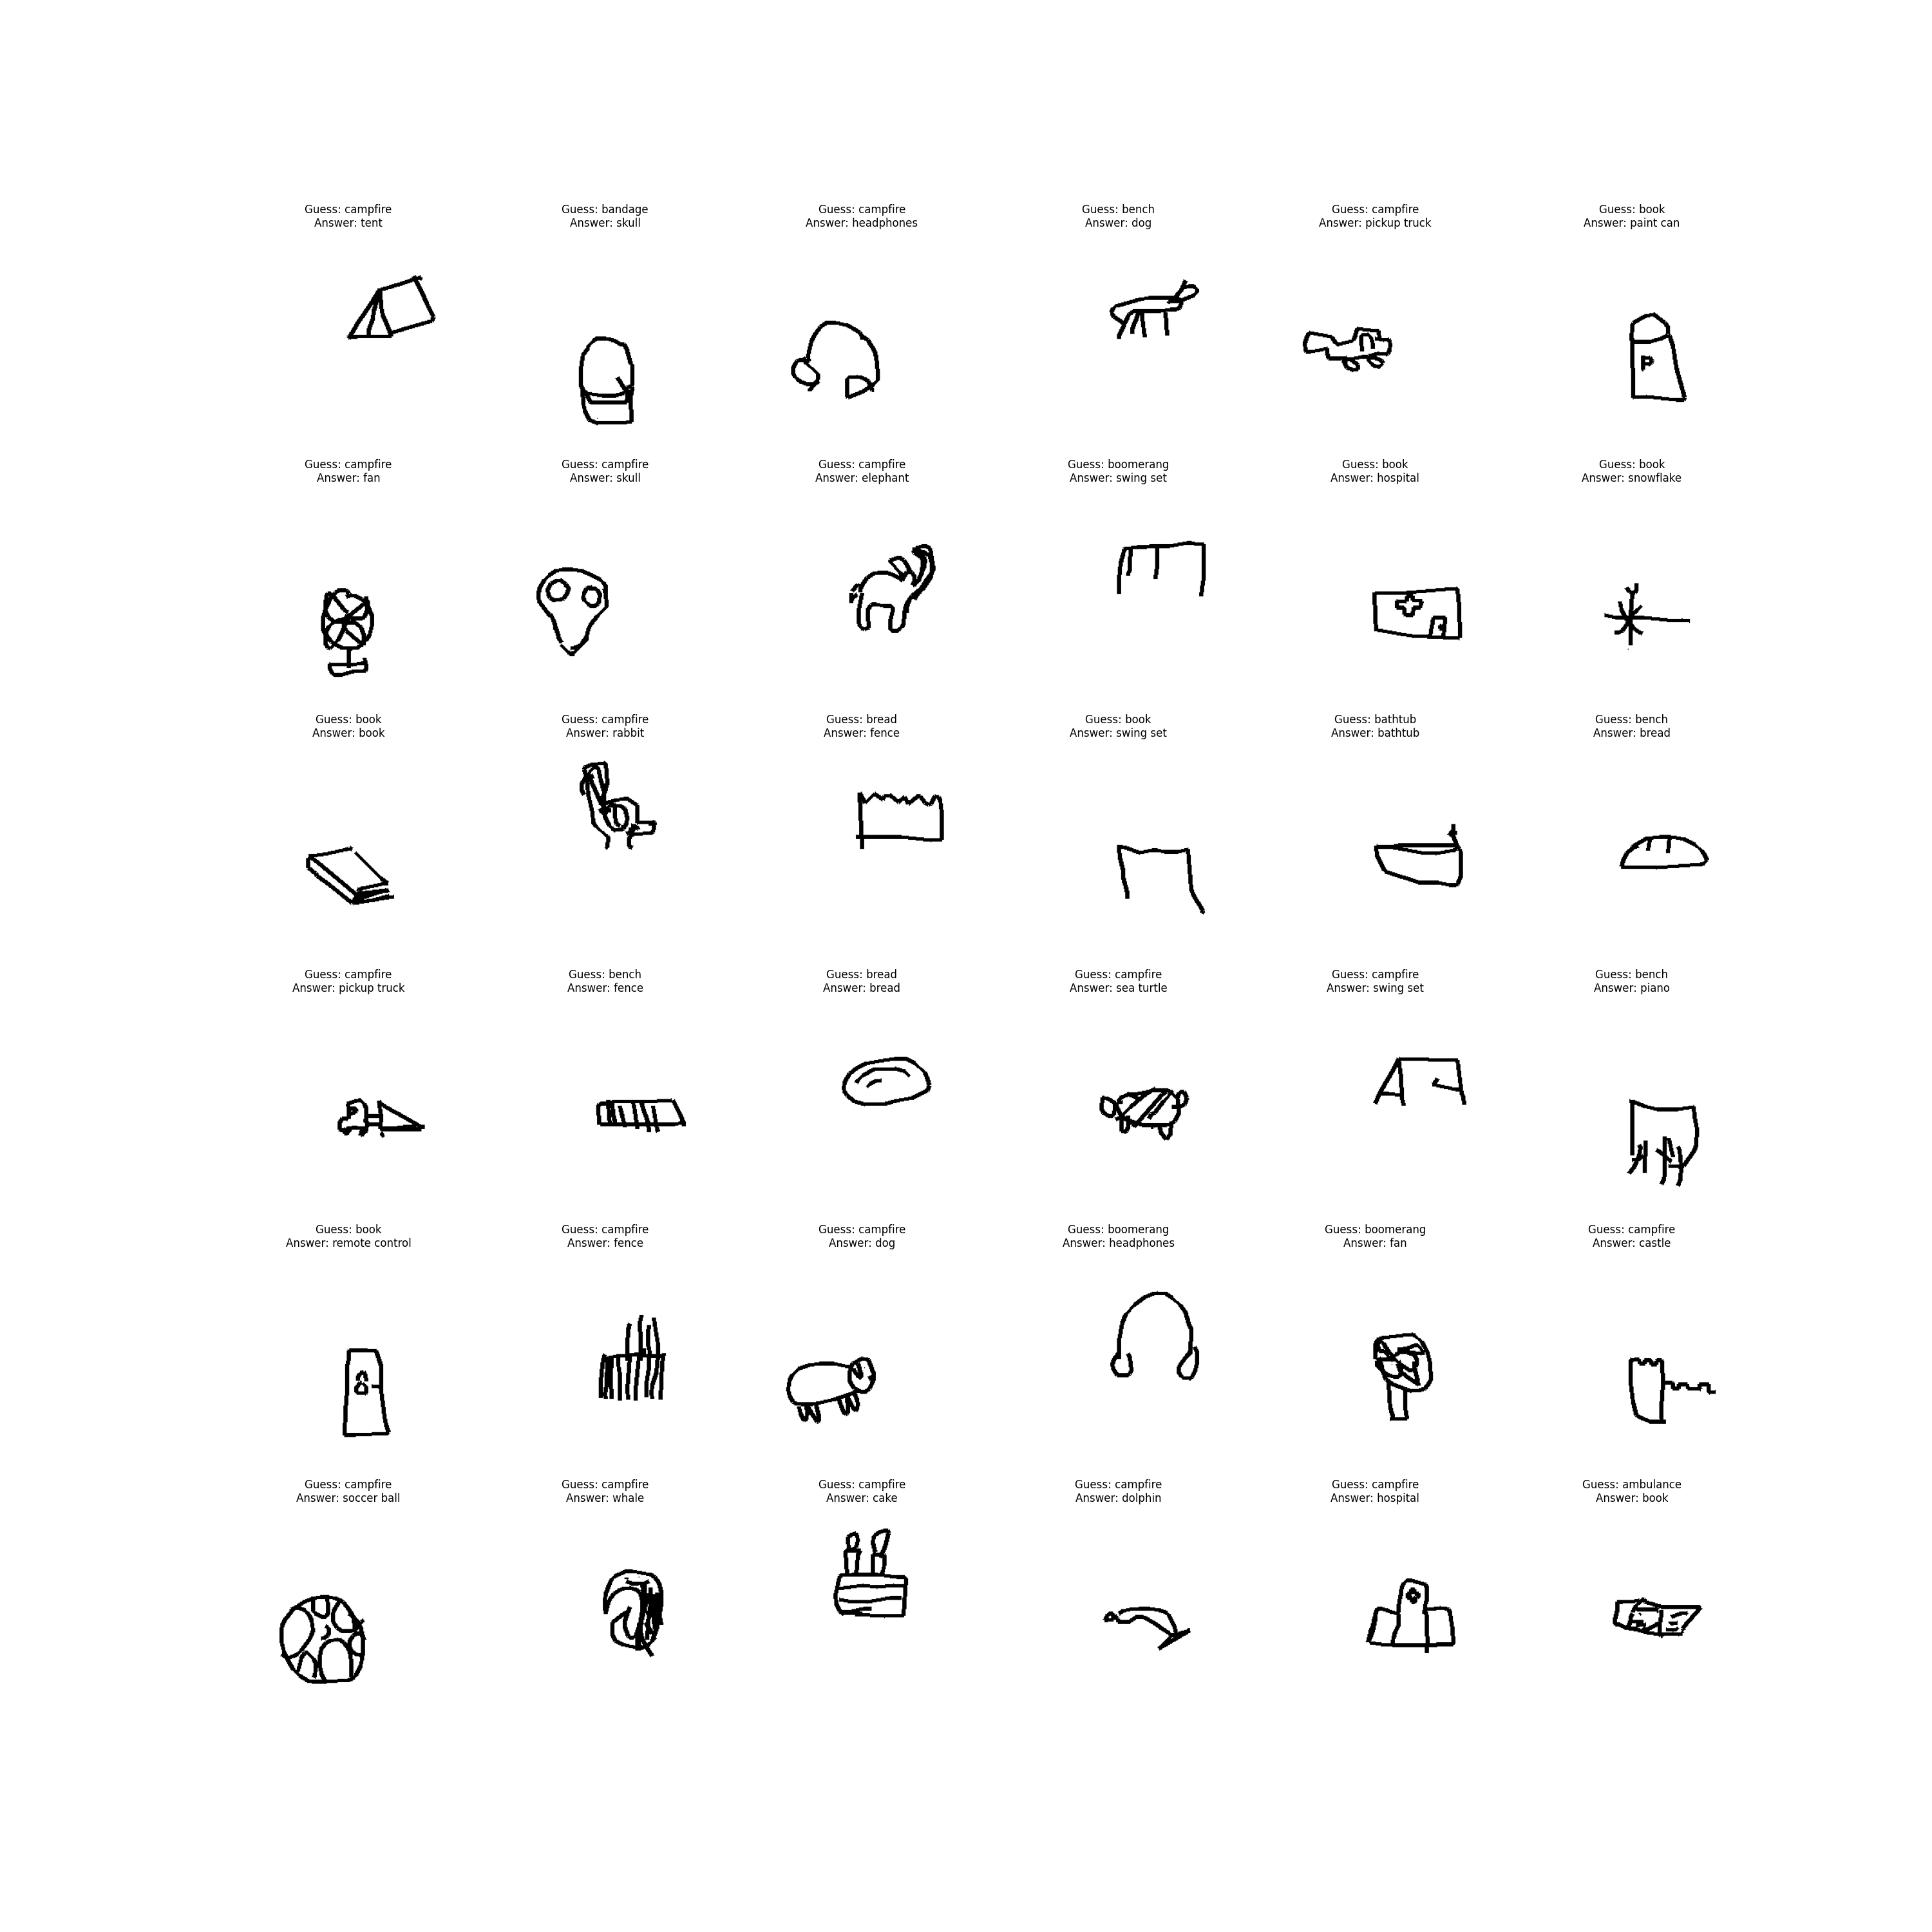 Guess: campfire
Answer: tent
Guess: bandage
Answer: skull
Guess: campfire
Answer: headphones
Guess: bench
Answer: dog
Guess: campfire
Answer: pickup truck
Guess: book
Answer: paint can
P
Guess: campfire
Answer: fan
Guess: campfire
Answer: skull
Guess: campfire
Answer: elephant
Guess: boomerang
Answer: swing set
Guess: book
Answer: hospital
Guess: book
Answer: snowflake
Guess: book
Answer: book
Guess: campfire
Answer: rabbit
Guess: bread
Answer: fence
Guess: book
Answer: swing set
Guess: bathtub
Answer: bathtub
Guess: bench
Answer: bread
Guess: campfire
Answer: pickup truck
Guess: bench
Answer: fence
Guess: bread
Answer: bread
Guess: campfire
Answer: sea turtle
Guess: campfire
Answer: swing set
Guess: bench
Answer: piano
Guess: book
Answer: remote control
Guess: campfire
Answer: fence
Guess: campfire
Answer: dog
Guess: boomerang
Answer: headphones
Guess: boomerang
Answer: fan
Guess: campfire
Answer: castle
Guess: campfire
Answer: soccer ball
Guess: campfire
Answer: whale
Guess: campfire
Answer: cake
Guess: campfire
Answer: dolphin
Guess: campfire
Answer: hospital
Guess: ambulance
Answer: book